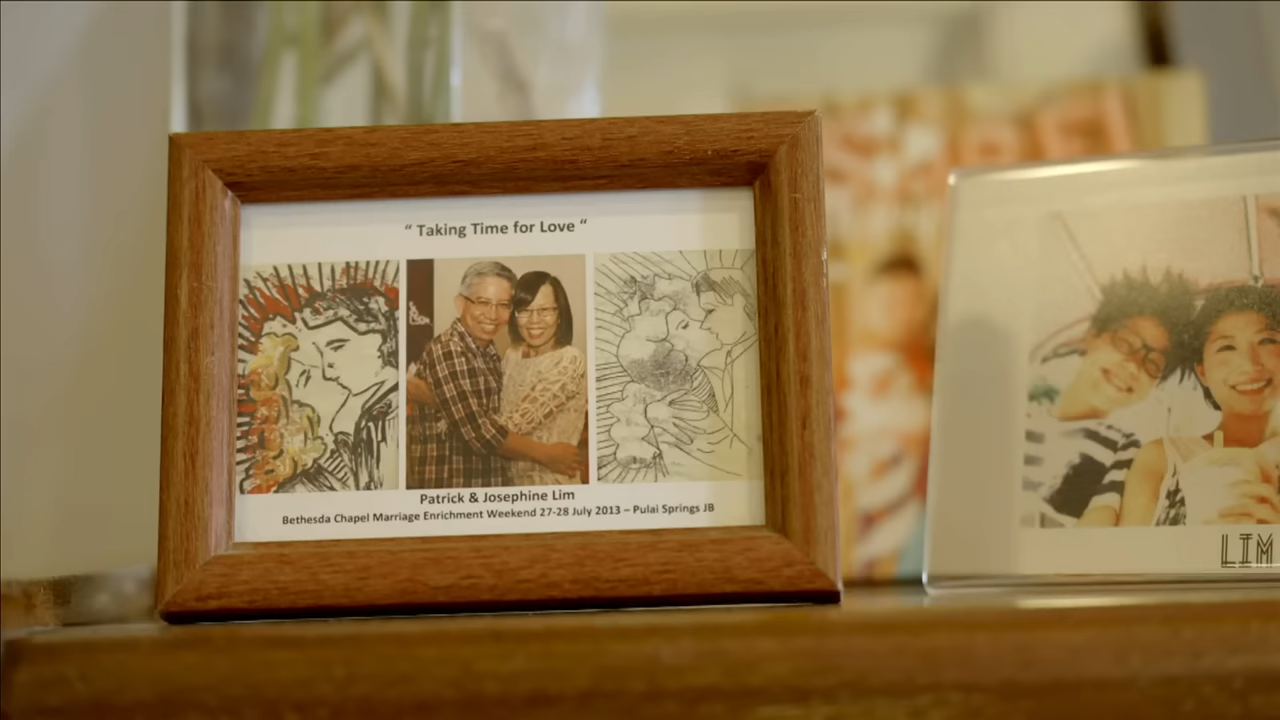 “ Taking Time for Love “
Patrick & Josephine Lim
Bethesda Chapel Marriage Enrichment Weekend 27-28 July 2013 – Pulai Springs JB
LIM